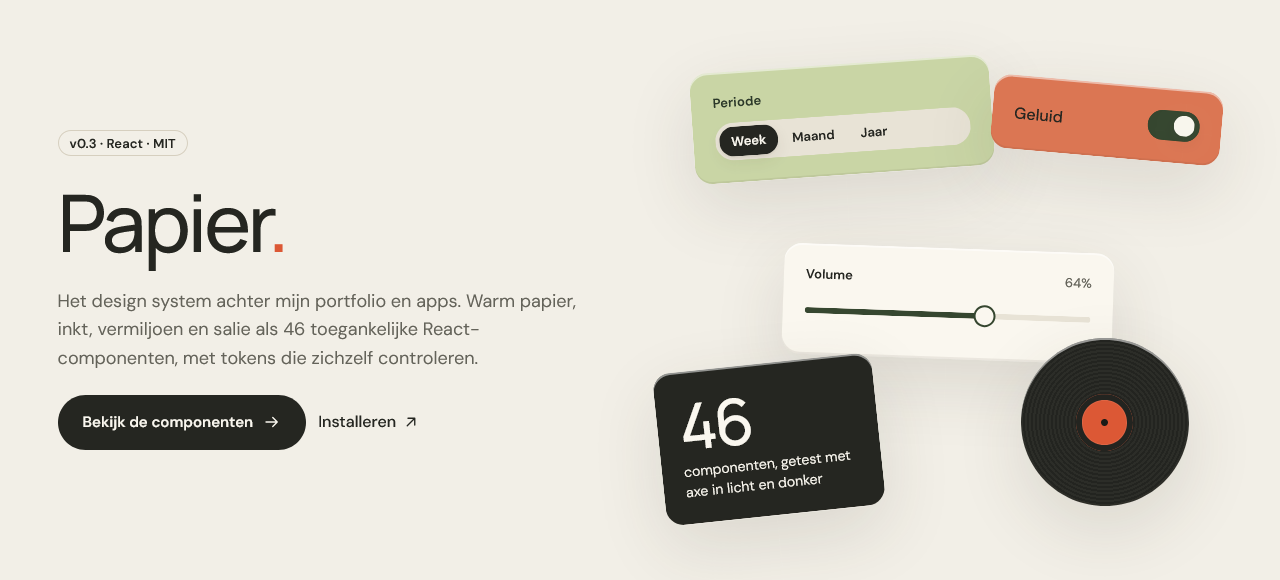 v0.3 · React · MIT
Papier.
Het design system achter mijn portfolio en apps. Warm papier,
inkt, vermiljoen en salie als 46 toegankelijke React-
componenten, met tokens die zichzelf controleren.
Bekijk de componenten →
Installeren ↗
Periode
Week Maand Jaar
Geluid
Volume 64%
46
componenten, getest met
axe in licht en donker